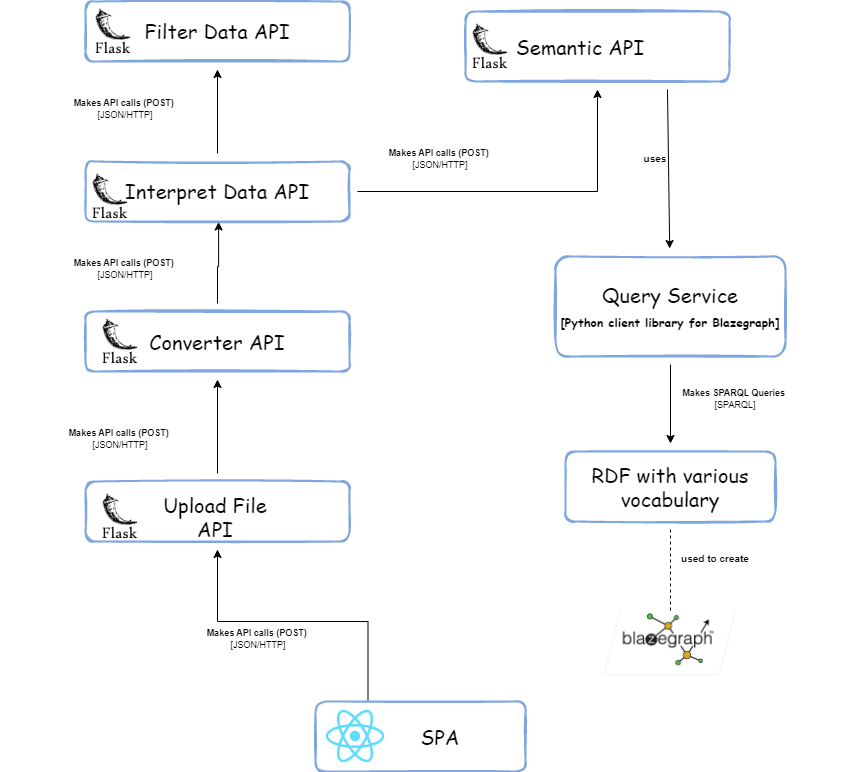 Filter Data API
Flask
Semantic API
Flask
Makes API calls (POST)
[JSON/HTTP]
Makes API calls (POST)
[JSON/HTTP]
uses
Interpret Data API
Flask
Makes API calls (POST)
[JSON/HTTP]
Query Service
[Python client library for Blazegraph]
Converter API
Flask
Makes SPARQL Queries
[SPARQL]
Makes API calls (POST)
[JSON/HTTP]
RDF with various
vocabulary
Upload File
API
Flask
used to create
Makes API calls (POST)
[JSON/HTTP]
blazegraph
SPA